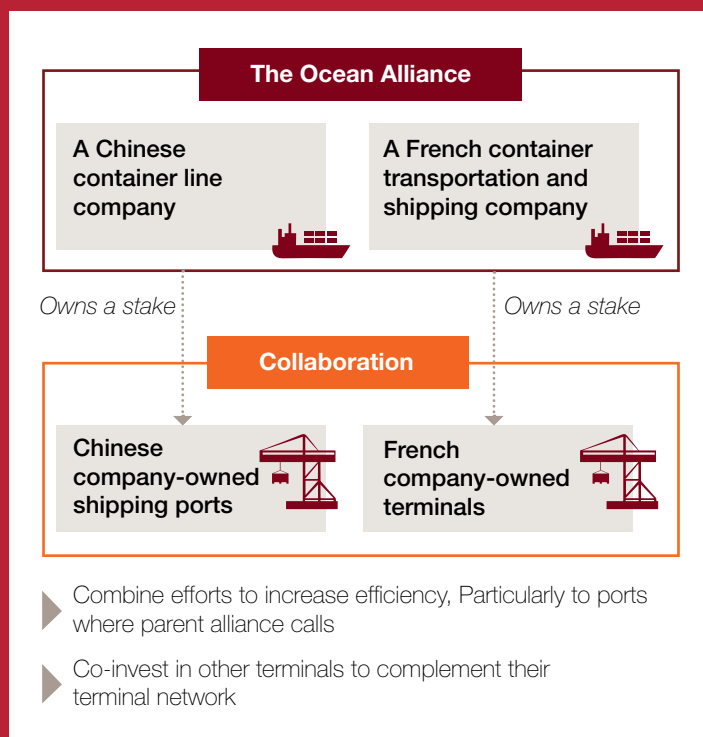 The Ocean Alliance
A Chinese
container line
company
A French container
transportation and
shipping company
Owns a stake
Owns a stake
Collaboration
Chinese
company-owned
shipping ports
French
company-owned
terminals
Combine efforts to increase efficiency, Particularly to ports
where parent alliance calls
Co-invest in other terminals to complement their
terminal network